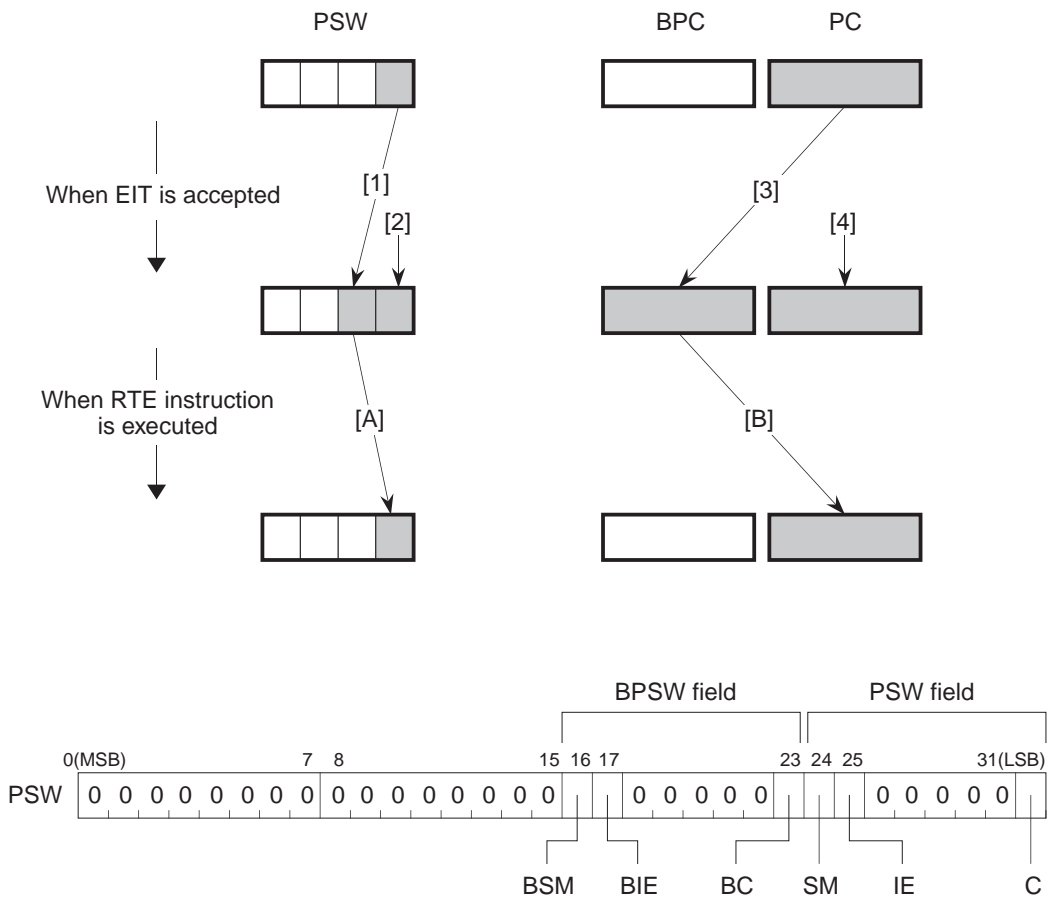 PSW BPC PC
When EIT is accepted
[1]
[3]
[2]
[4]
When RTE instruction
is executed
[A]
[B]
BPSW field PSW field
0(MSB) 7 8 15 16 17 23 24 25 31(LSB)
PSW 0 0 0 0 0 0 0 0 0 0 0 0 0 0 0 0 0 0 0 0 0 0 0 0 0 0
BSM BIE BC SM IE C